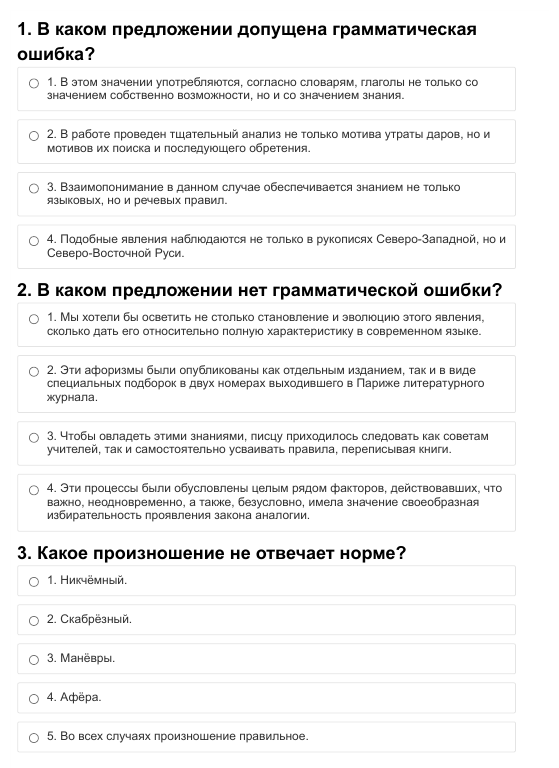 1. В каком предложении допущена грамматическая
ошибка?
1. В этом значении употребляются, согласно словарям, глаголы не только со
значением собственно возможности, но и со значением знания.
2. В работе проведен тщательный анализ не только мотива утраты даров, но и
мотивов их поиска и последующего обретения.
3. Взаимопонимание в данном случае обеспечивается знанием не только
языковых, но и речевых правил.
4. Подобные явления наблюдаются не только в рукописях Северо-Западной, но и
Северо-Восточной Руси.
2. В каком предложении нет грамматической ошибки?
1. Мы хотели бы осветить не столько становление и эволюцию этого явления,
сколько дать его относительно полную характеристику в современном языке.
2. Эти афоризмы были опубликованы как отдельным изданием, так и в виде
специальных подборок в двух номерах выходившего в Париже литературного
журнала.
3. Чтобы овладеть этими знаниями, писцу приходилось следовать как советам
учителей, так и самостоятельно усваивать правила, переписывая книги.
4. Эти процессы были обусловлены целым рядом факторов, действовавших, что
важно, неодновременно, а также, безусловно, имела значение своеобразная
избирательность проявления закона аналогии.
3. Какое произношение не отвечает норме?
1. Никчёмный.
2. Скабрёзный.
3. Манёвры.
4. Афёра.
5. Во всех случаях произношение правильное.